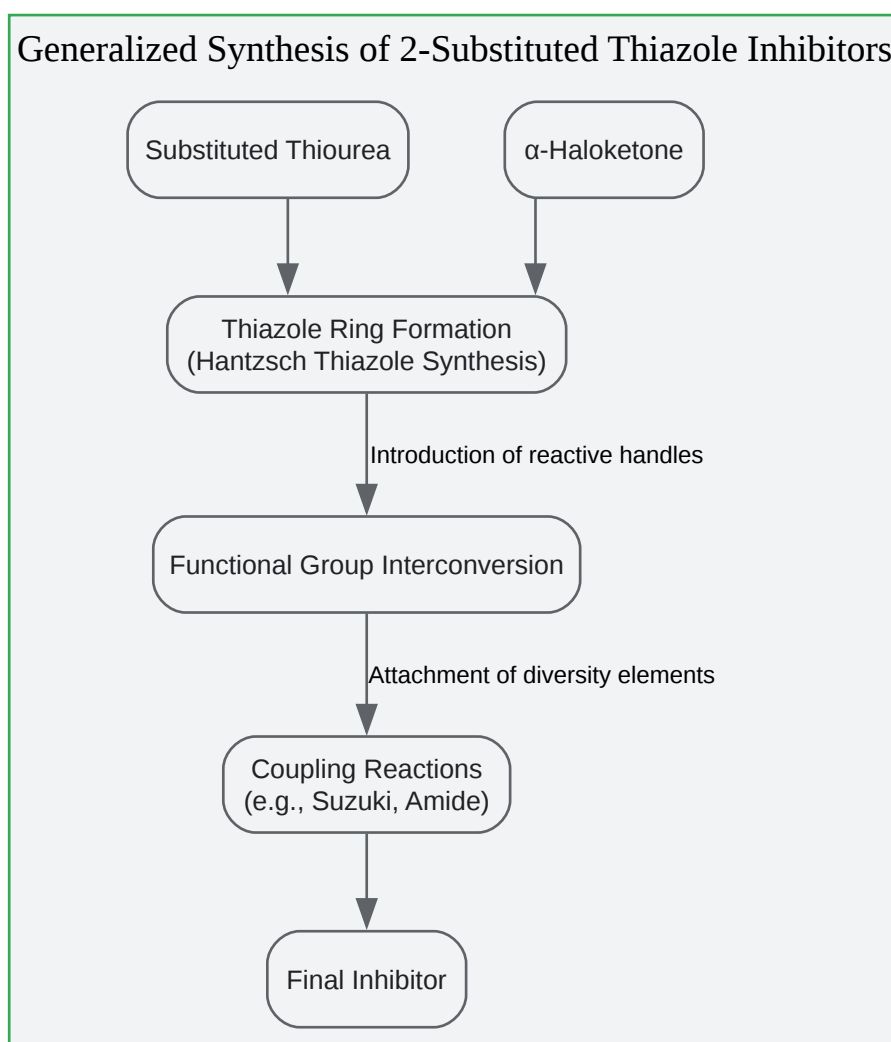 Generalized Synthesis of 2-Substituted Thiazole Inhibitors
Substituted Thiourea
α-Haloketone
Thiazole Ring Formation
(Hantzsch Thiazole Synthesis)
Introduction of reactive handles
Functional Group Interconversion
Attachment of diversity elements
Coupling Reactions
(e.g., Suzuki, Amide)
Final Inhibitor